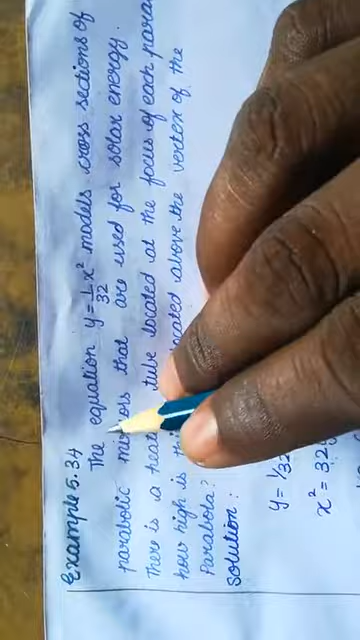 Example 5.34
The equation y = 1/32 x² models cross sections of
parabolic mirrors that are used for solar energy.
There is a heat tube located at the focus of each
how high is located above the vertex of the
Parabola?
Solution:
y = 1/32
x² = 32